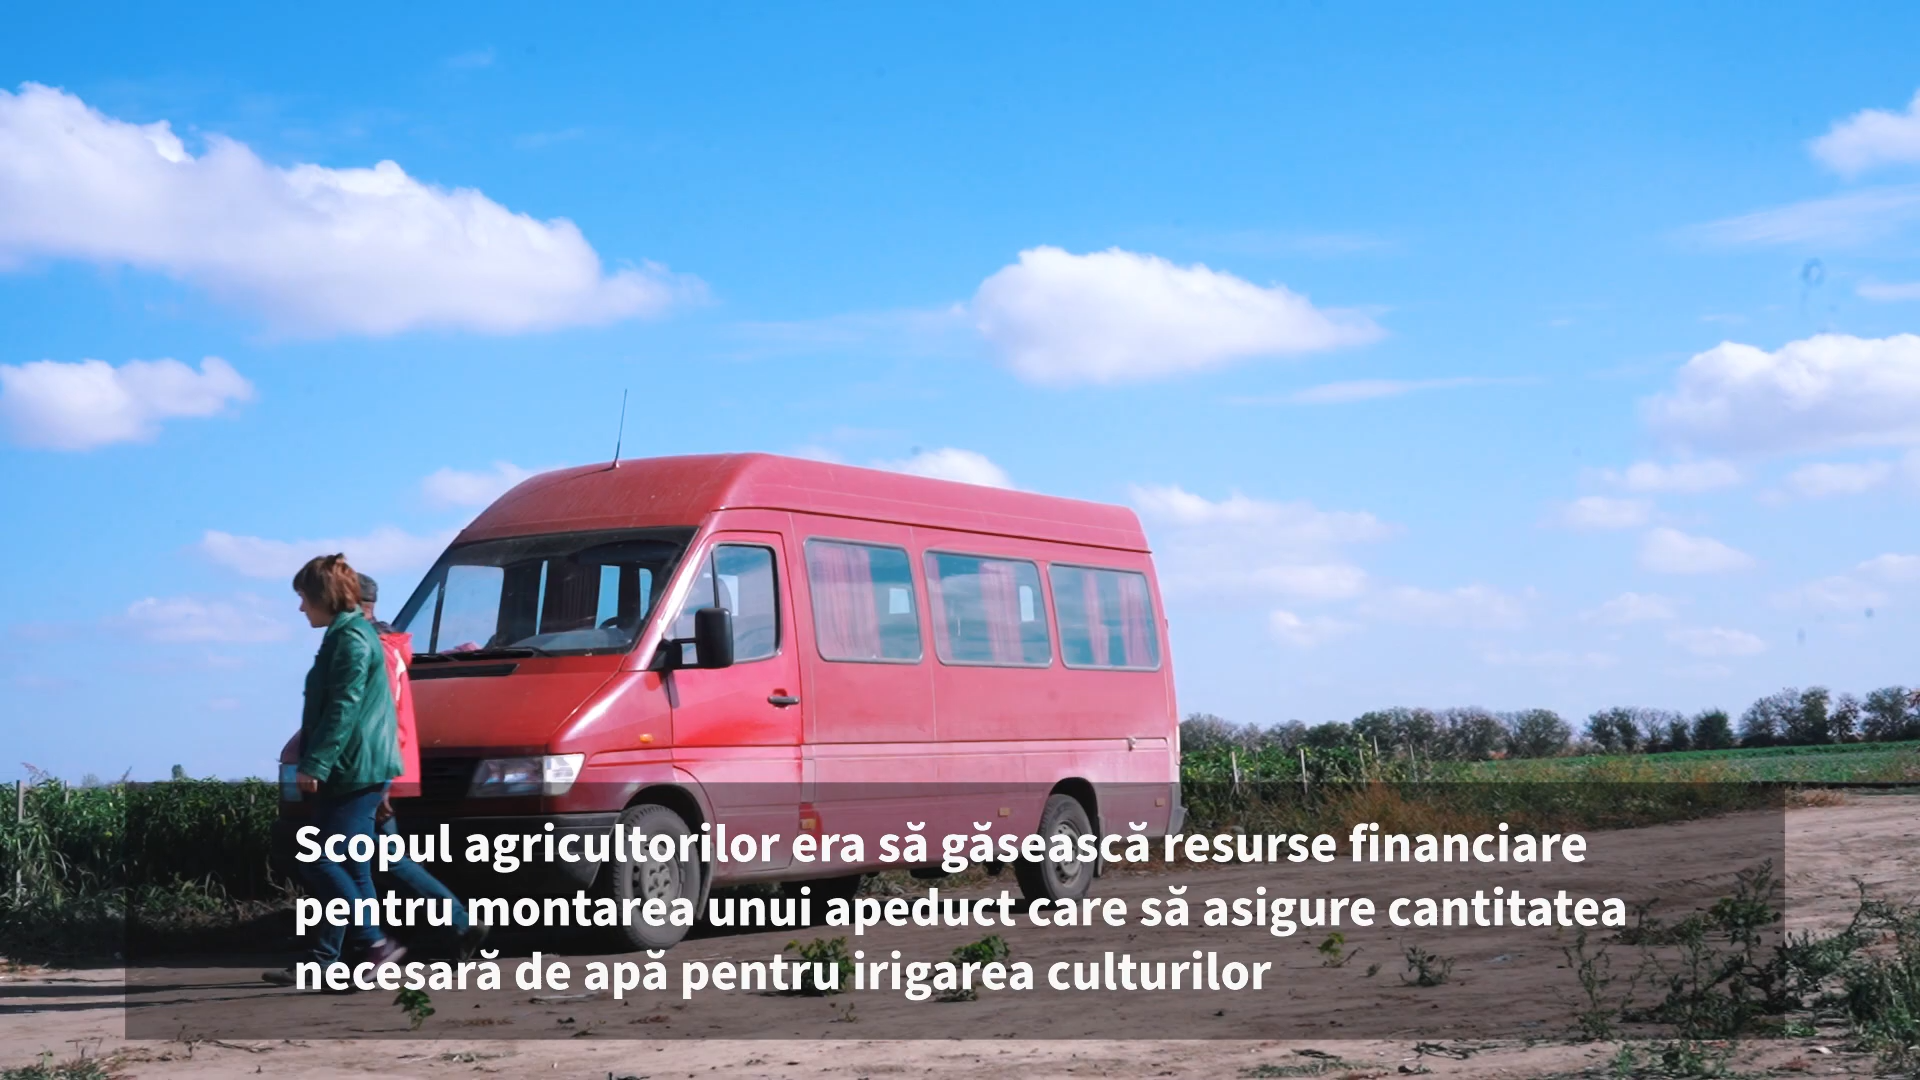 Scopul agricultorilor era să găsească resurse financiare
pentru montarea unui apeduct care să asigure cantitatea
necesară de apă pentru irigarea culturilor